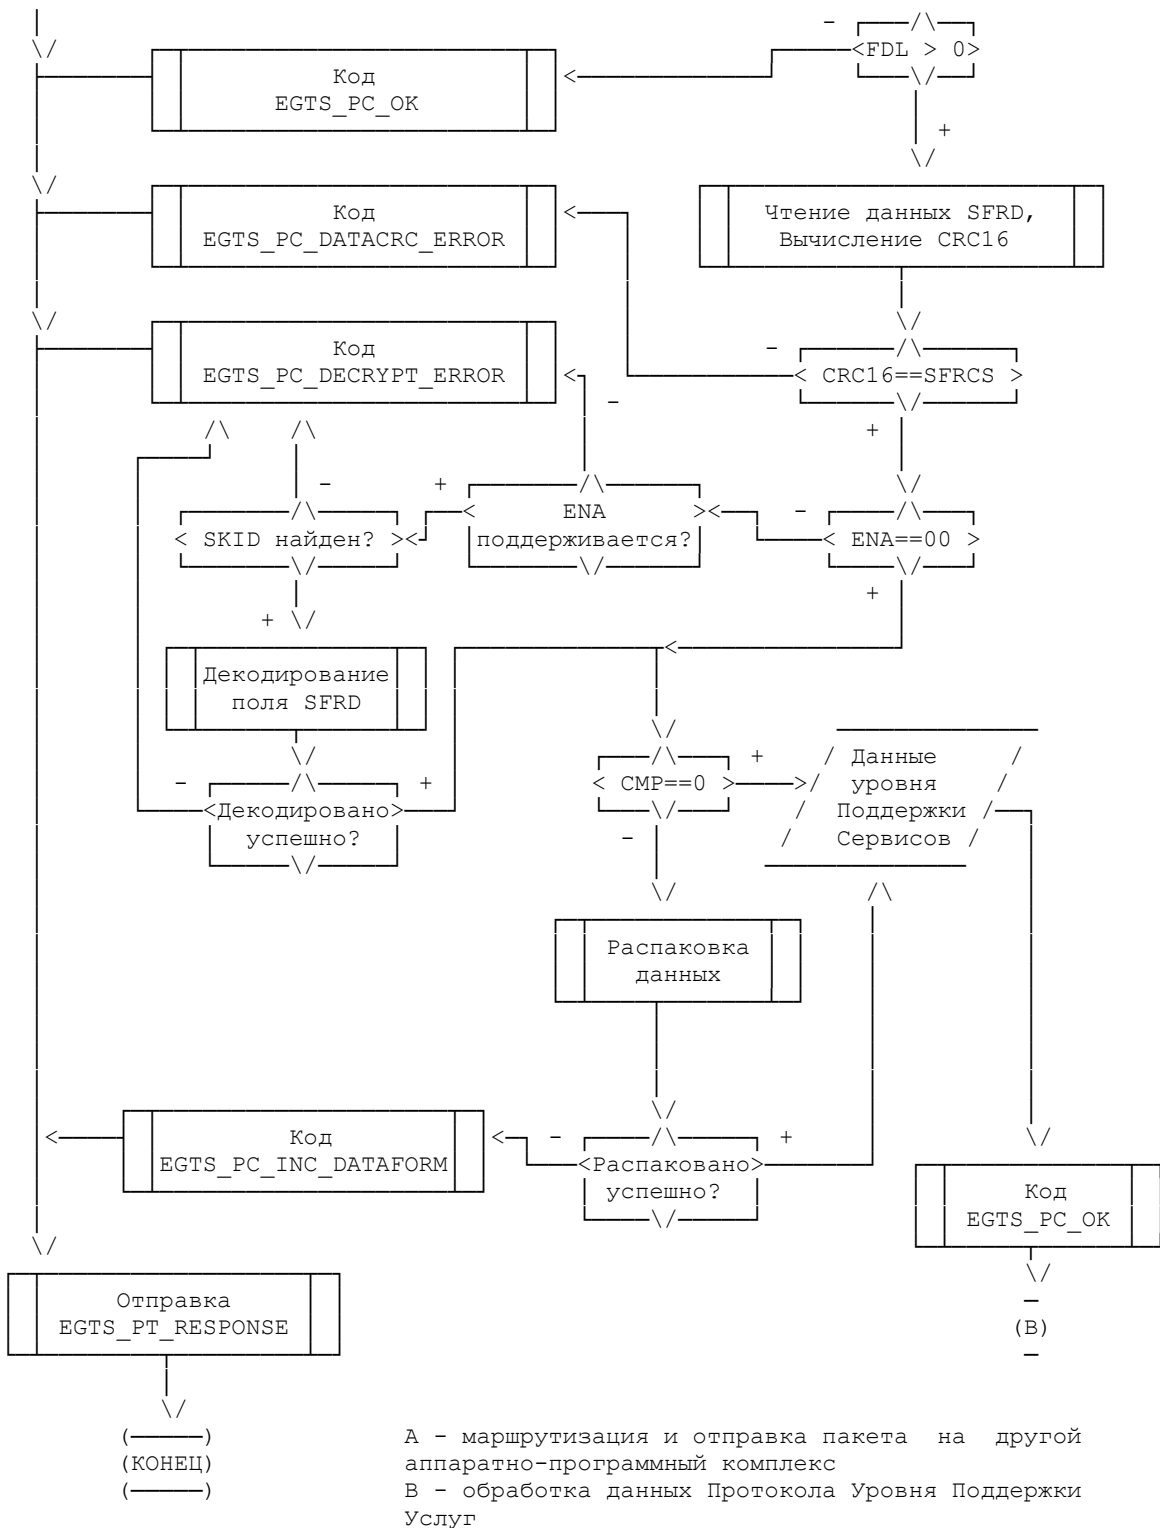 - 
<FDL > 0>
Код
EGTS_PC_OK
+
Код
EGTS_PC_DATACRC_ERROR
Чтение данных SFRD,
Вычисление CRC16
Код
EGTS_PC_DECRYPT_ERROR
-
< CRC16==SFRCS >
-
+
-
+
< ENA >
поддерживается?
-
< SKID найден? >
< ENA==00 >
+
+
Декодирование
поля SFRD
-
+
<Декодировано>
успешно?
< CMP==0 >
+
-
Данные
уровня
Поддержки
Сервисов
Распаковка
данных
Код
EGTS_PC_INC_DATAFORM
-
+
<Распаковано>
успешно?
Код
EGTS_PC_OK
Отправка
EGTS_PT_RESPONSE
(B)
(КОНЕЦ)
A - маршрутизация и отправка пакета на другой
аппаратно-программный комплекс
B - обработка данных Протокола Уровня Поддержки
Услуг